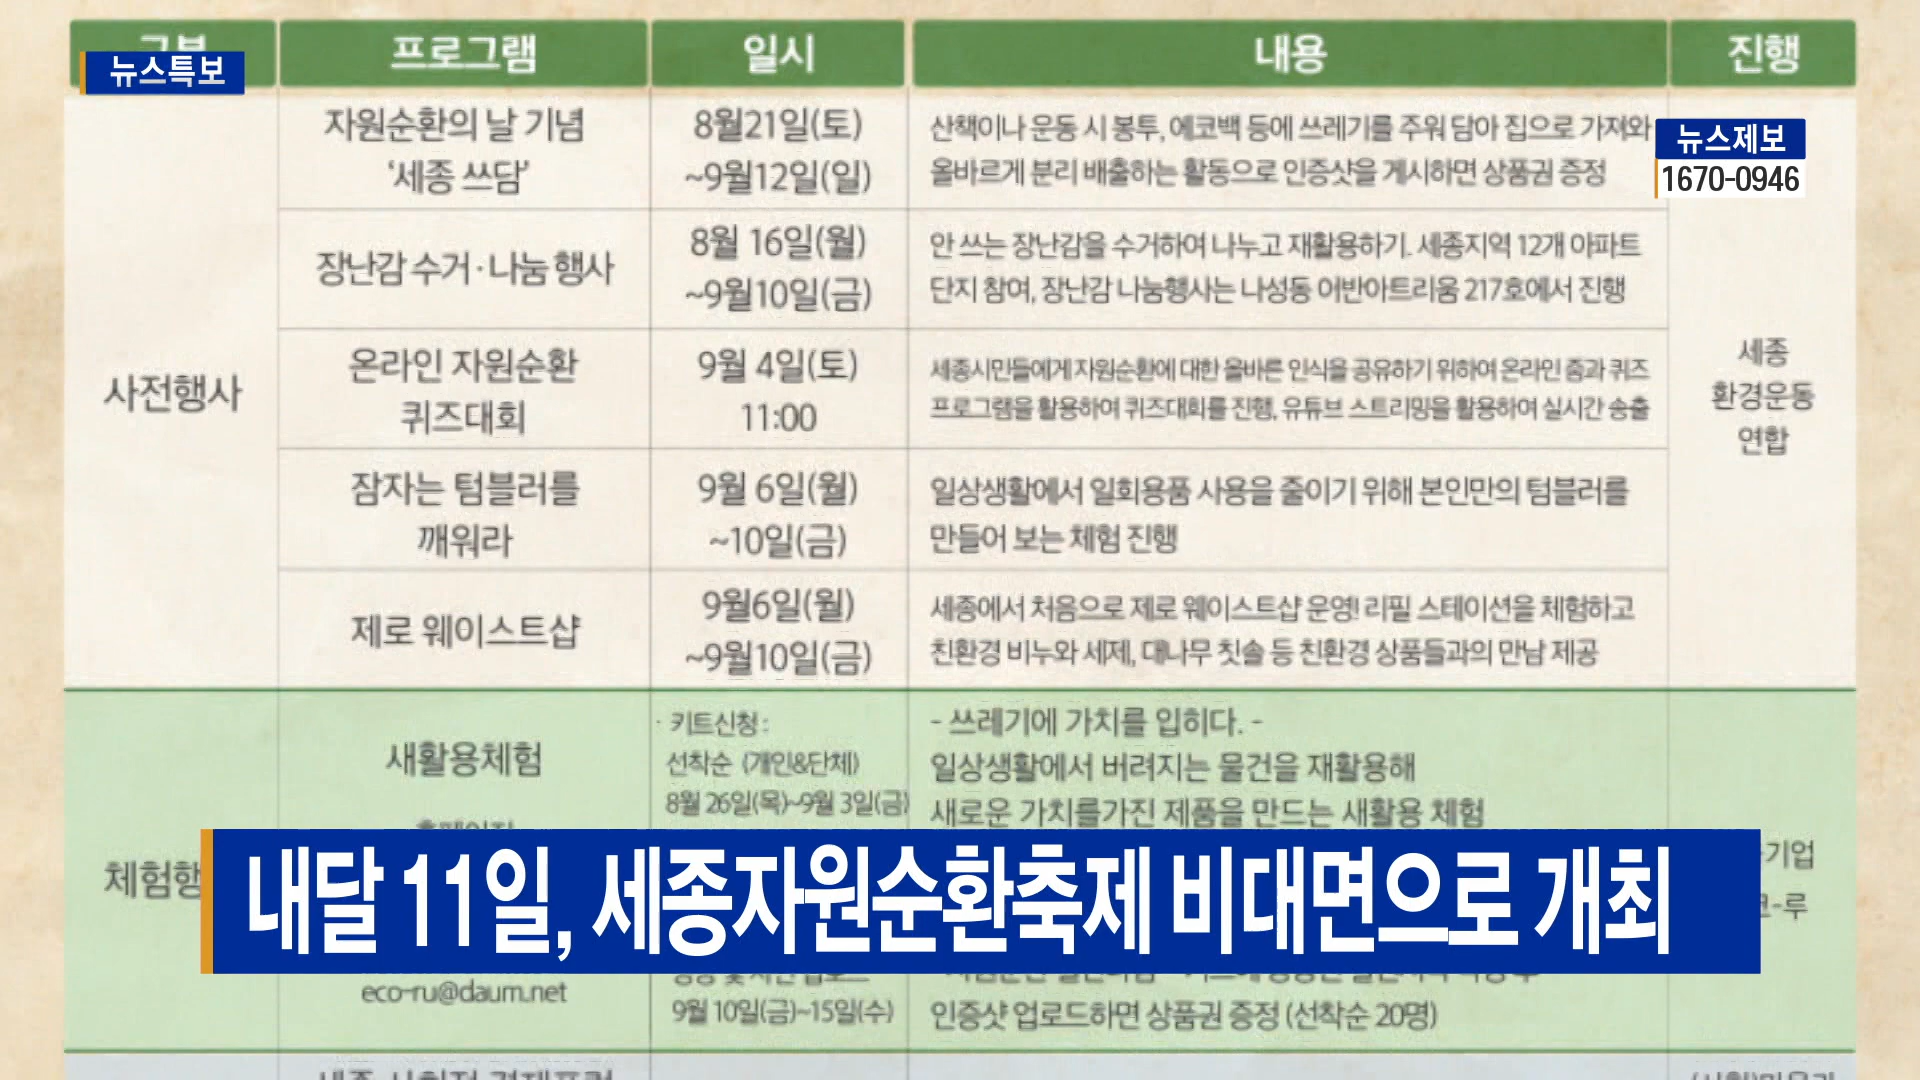 뉴스특보
프로그램
일시
내용
진행
뉴스제보
1670-0946
사전행사
자원순환의 날 기념
‘세종 쓰담’
8월21일(토)
~9월12일(일)
산책이나 운동 시 봉투, 에코백 등에 쓰레기를 주워 담아 집으로 가져와
올바르게 분리 배출하는 활동으로 인증샷을 게시하면 상품권 증정
장난감 수거·나눔 행사
8월 16일(월)
~9월10일(금)
안 쓰는 장난감을 수거하여 나누고 재활용하기. 세종지역 12개 아파트
단지 참여, 장난감 나눔행사는 나성동 어반아트리움 217호에서 진행
온라인 자원순환
퀴즈대회
9월 4일(토)
11:00
세종시민들에게 자원순환에 대한 올바른 인식을 공유하기 위하여 온라인 줌과 퀴즈
프로그램을 활용하여 퀴즈대회를 진행, 유튜브 스트리밍을 활용하여 실시간 송출
잠자는 텀블러를
깨워라
9월 6일(월)
~10일(금)
일상생활에서 일회용품 사용을 줄이기 위해 본인만의 텀블러를
만들어 보는 체험 진행
제로 웨이스트샵
9월6일(월)
~9월10일(금)
세종에서 처음으로 제로 웨이스트샵 운영! 리필 스테이션을 체험하고
친환경 비누와 세제, 대나무 칫솔 등 친환경 상품들과의 만남 제공
세종
환경운동
연합
체험행
새활용체험
eco-ru@daum.net
· 키트신청 :
선착순 (개인&단체)
8월 26일(목)~9월 3일(금)
9월 10일(금)~15일(수)
- 쓰레기에 가치를 입히다. -
일상생활에서 버려지는 물건을 재활용해
새로운 가치를가진 제품을 만드는 새활용 체험
인증샷 업로드하면 상품권 증정 (선착순 20명)
기업
-루
내달 11일, 세종자원순환축제 비대면으로 개최